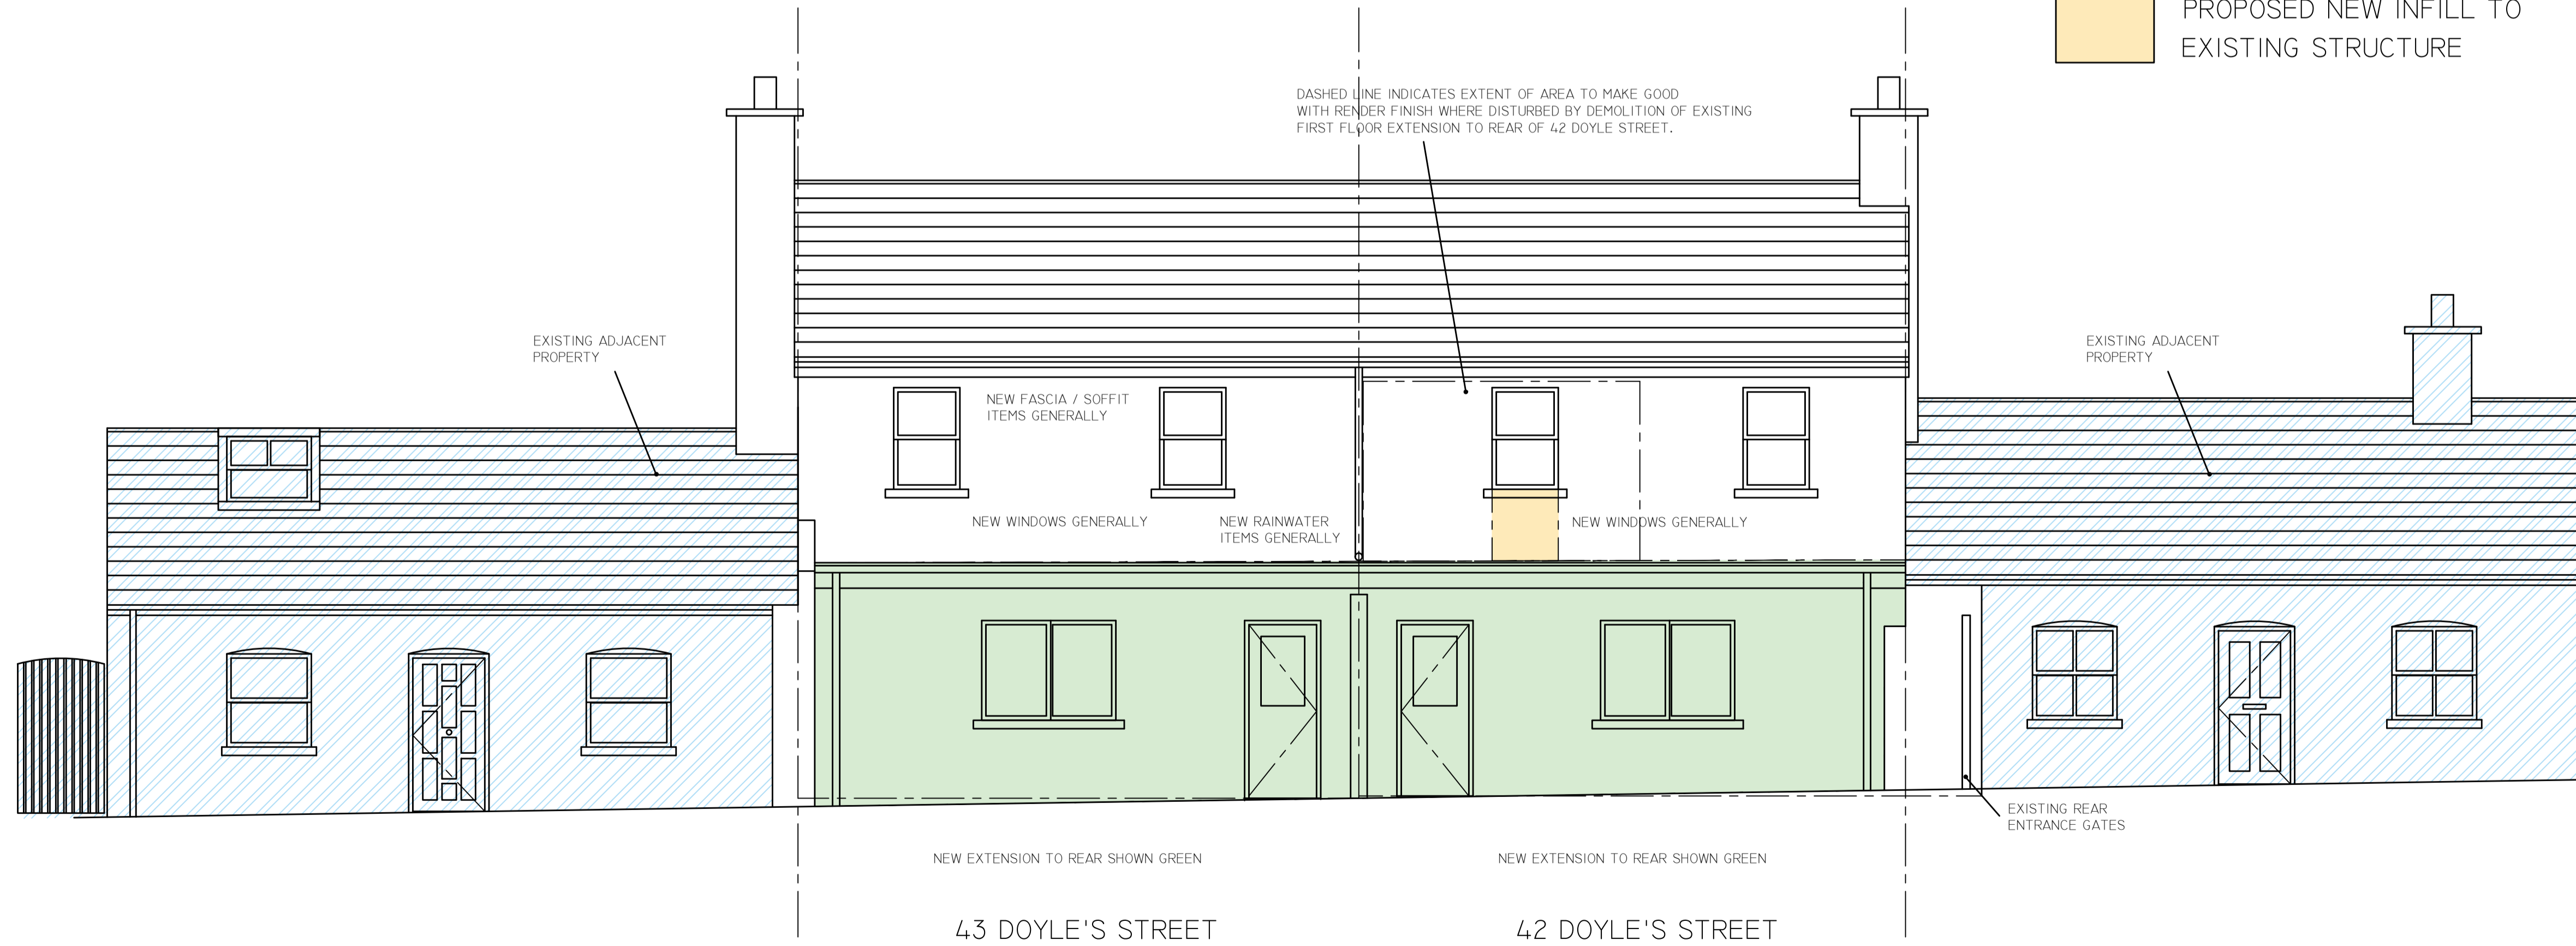 PROPOSED NEW INFILL TO
EXISTING STRUCTURE
DASHED LINE INDICATES EXTENT OF AREA TO MAKE GOOD
WITH RENDER FINISH WHERE DISTURBED BY DEMOLITION OF EXISTING
FIRST FLOOR EXTENSION TO REAR OF 42 DOYLE STREET.
EXISTING ADJACENT
PROPERTY
EXISTING ADJACENT
PROPERTY
NEW FASCIA / SOFFIT
ITEMS GENERALLY
NEW WINDOWS GENERALLY
NEW RAINWATER
ITEMS GENERALLY
NEW WINDOWS GENERALLY
EXISTING REAR
ENTRANCE GATES
NEW EXTENSION TO REAR SHOWN GREEN
NEW EXTENSION TO REAR SHOWN GREEN
43 DOYLE'S STREET
42 DOYLE'S STREET